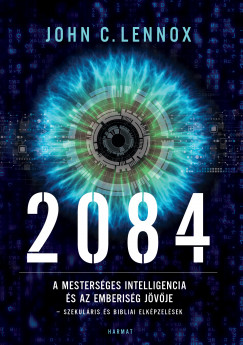 JOHN C. LENNOX
2084
A MESTERSÉGES INTELLIGENCIA
ÉS AZ EMBERISÉG JÖVŐJE
– SZEKULÁRIS ÉS BIBLIAI ELKÉPZELÉSEK
HARMAT